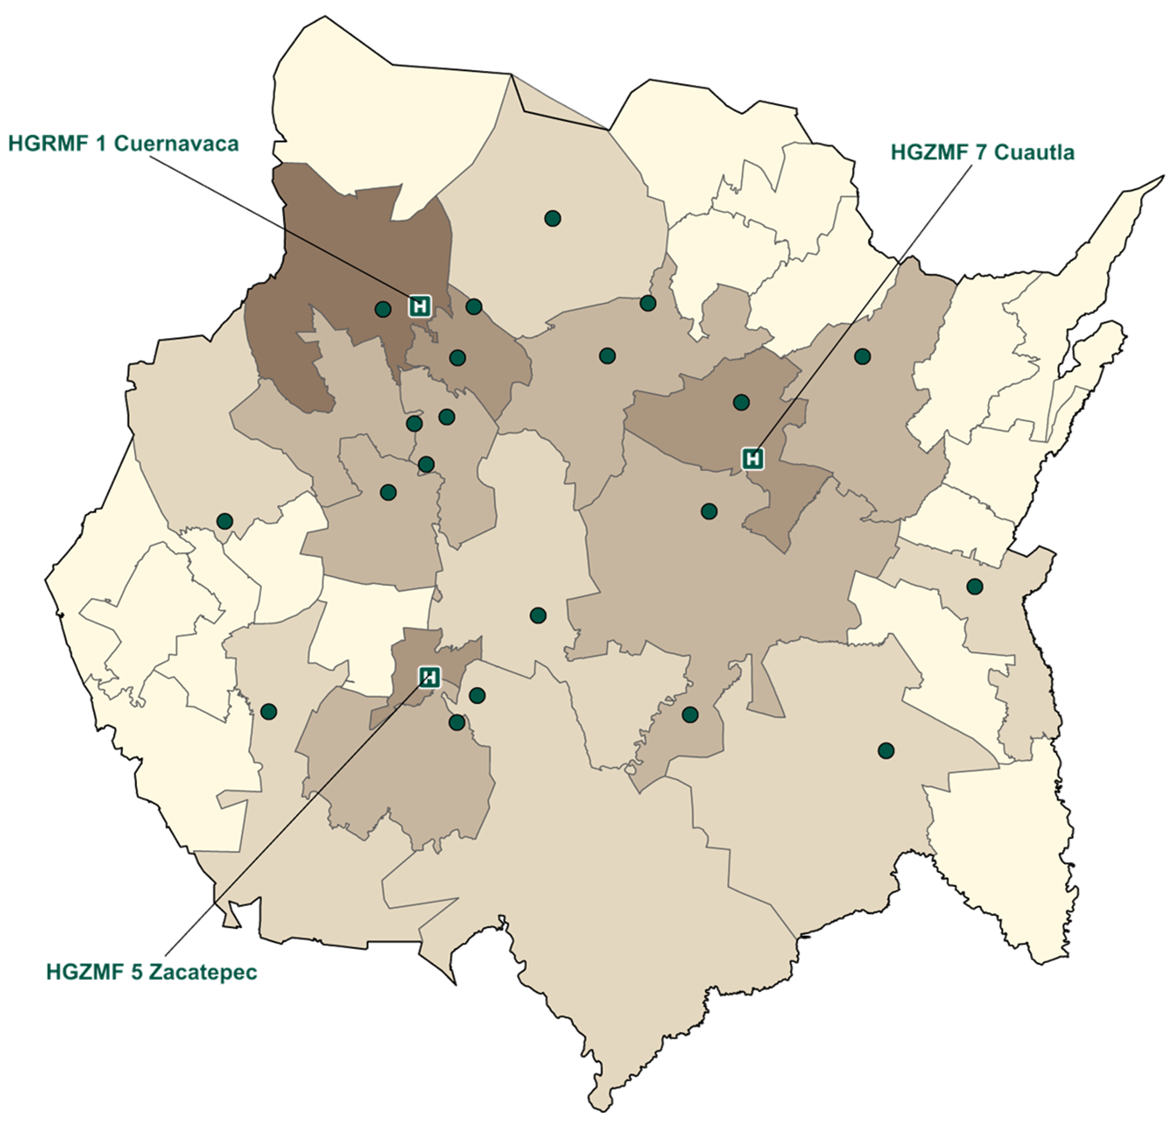 HGRMF 1 Cuernavaca
HGZMF 7 Cuautla
H
H
H
HGZMF 5 Zacatepec